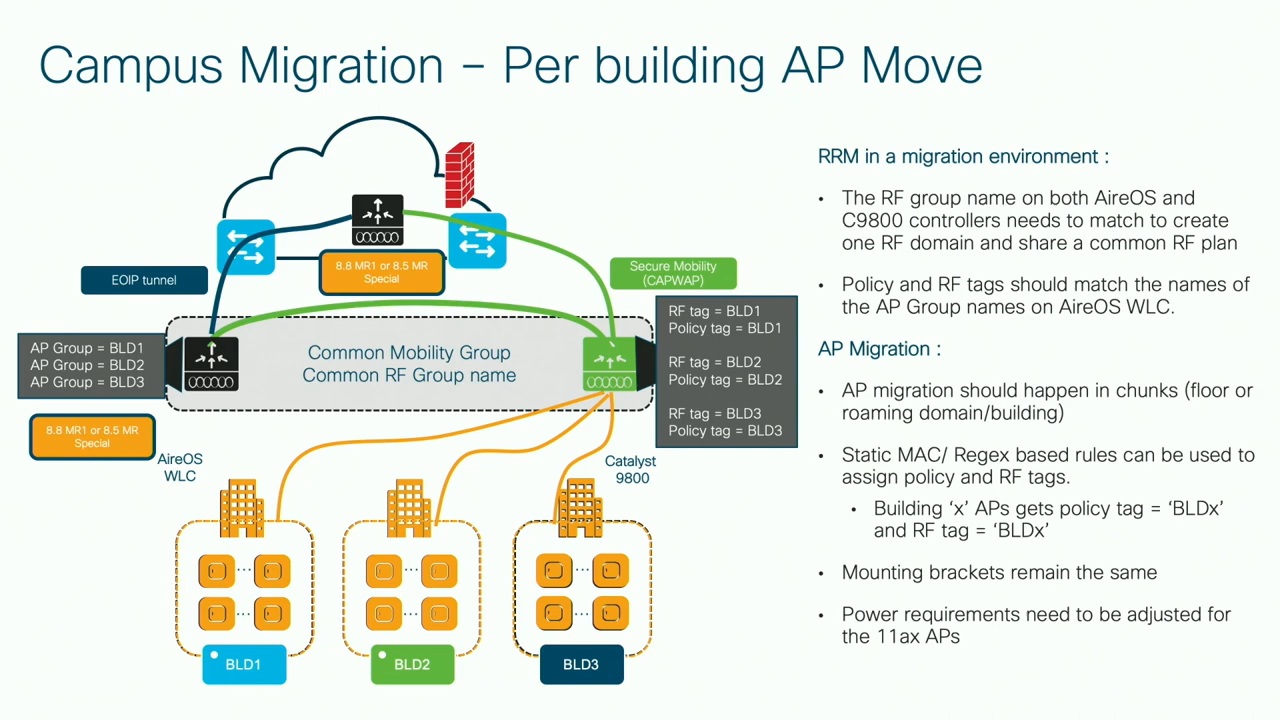 Campus Migration – Per building AP Move
8.8 MR1 or 8.5 MR
Special
EOIP tunnel
Secure Mobility
(CAPWAP)
AP Group = BLD1
AP Group = BLD2
AP Group = BLD3
Common Mobility Group
Common RF Group name
RF tag = BLD1
Policy tag = BLD1
RF tag = BLD2
Policy tag = BLD2
RF tag = BLD3
Policy tag = BLD3
8.8 MR1 or 8.5 MR
Special
AireOS
WLC
Catalyst
9800
BLD1
BLD2
BLD3
RRM in a migration environment :
• The RF group name on both AireOS and
C9800 controllers needs to match to create
one RF domain and share a common RF plan
• Policy and RF tags should match the names of
the AP Group names on AireOS WLC.
AP Migration :
• AP migration should happen in chunks (floor or
roaming domain/building)
• Static MAC/ Regex based rules can be used to
assign policy and RF tags.
• Building ‘x’ APs gets policy tag = ‘BLDx’
and RF tag = ‘BLDx’
• Mounting brackets remain the same
• Power requirements need to be adjusted for
the 11ax APs